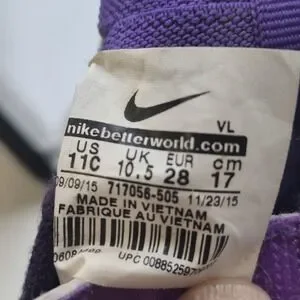 VL
nikebetterworld.com
US UK EUR cm
11C 10.5 28 17
09/09/15 717056-505 11/23/15
MADE IN VIETNAM
FABRIQUE AU VIETNAM
UPC